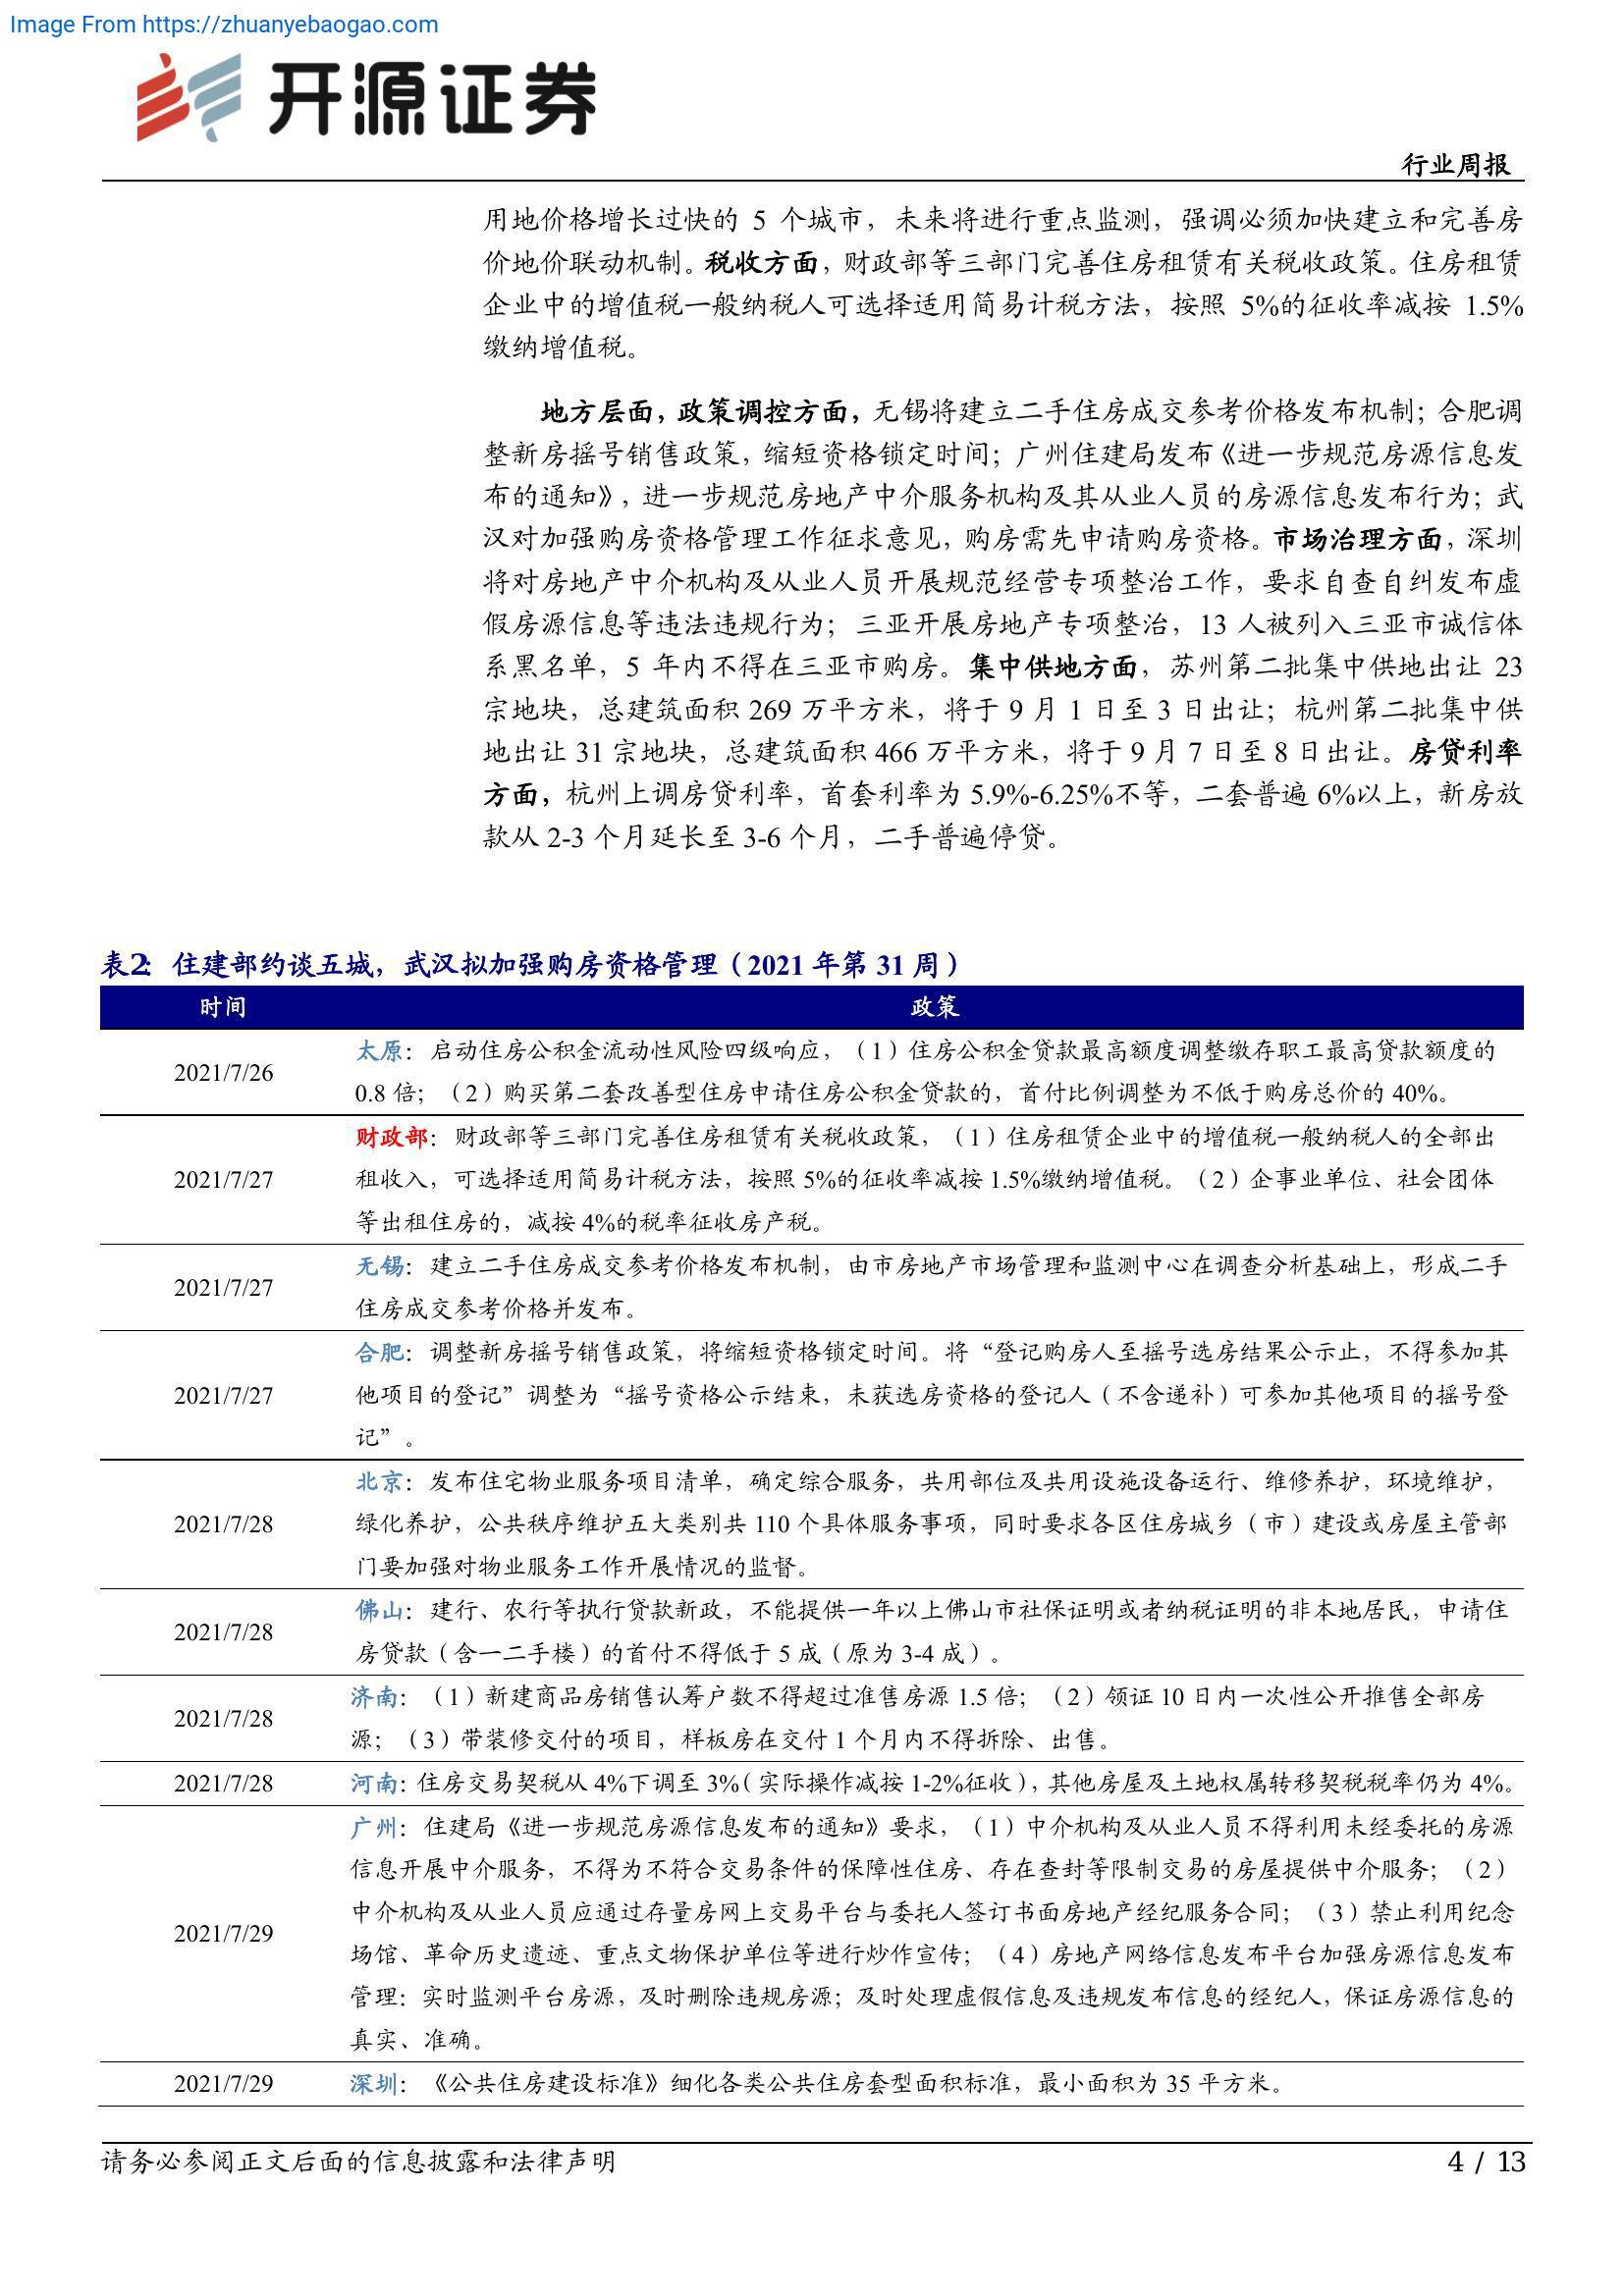 Image From https://zhuanyebaogao.com
开源证券
行业周报
用地价格增长过快的 5 个城市，未来将进行重点监测，强调必须加快建立和完善房
价地价联动机制。税收方面，财政部等三部门完善住房租赁有关税收政策。住房租赁
企业中的增值税一般纳税人可选择适用简易计税方法，按照 5%的征收率减按 1.5%
缴纳增值税。
地方层面，政策调控方面，无锡将建立二手住房成交参考价格发布机制；合肥调
整新房摇号销售政策，缩短资格锁定时间；广州住建局发布《进一步规范房源信息发
布的通知》，进一步规范房地产中介服务机构及其从业人员的房源信息发布行为；武
汉对加强购房资格管理工作征求意见，购房需先申请购房资格。市场治理方面，深圳
将对房地产中介机构及从业人员开展规范经营专项整治工作，要求自查自纠发布虚
假房源信息等违法违规行为；三亚开展房地产专项整治，13 人被列入三亚市诚信体
系黑名单，5 年内不得在三亚市购房。集中供地方面，苏州第二批集中供地出让 23
宗地块，总建筑面积 269 万平方米，将于 9 月 1 日至 3 日出让；杭州第二批集中供
地出让 31 宗地块，总建筑面积 466 万平方米，将于 9 月 7 日至 8 日出让。房贷利率
方面，杭州上调房贷利率，首套利率为 5.9%-6.25%不等，二套普遍 6%以上，新房放
款从 2-3 个月延长至 3-6 个月，二手普遍停贷。
表2：住建部约谈五城，武汉拟加强购房资格管理（2021 年第 31 周）
时间 政策
2021/7/26 太原：启动住房公积金流动性风险四级响应，（1）住房公积金贷款最高额度调整缴存职工最高贷款额度的
0.8 倍；（2）购买第二套改善型住房申请住房公积金贷款的，首付比例调整为不低于购房总价的 40%。
2021/7/27 财政部：财政部等三部门完善住房租赁有关税收政策，（1）住房租赁企业中的增值税一般纳税人的全部出
租收入，可选择适用简易计税方法，按照 5%的征收率减按 1.5%缴纳增值税。（2）企事业单位、社会团体
等出租住房的，减按 4%的税率征收房产税。
2021/7/27 无锡：建立二手住房成交参考价格发布机制，由市房地产市场管理和监测中心在调查分析基础上，形成二手
住房成交参考价格并发布。
2021/7/27 合肥：调整新房摇号销售政策，将缩短资格锁定时间。将“登记购房人至摇号选房结果公示止，不得参加其
他项目的登记”调整为“摇号资格公示结束，未获选房资格的登记人（不含递补）可参加其他项目的摇号登
记”。
2021/7/28 北京：发布住宅物业服务项目清单，确定综合服务，共用部位及共用设施设备运行、维修养护，环境维护，
绿化养护，公共秩序维护五大类别共 110 个具体服务事项，同时要求各区住房城乡（市）建设或房屋主管部
门要加强对物业服务工作开展情况的监督。
2021/7/28 佛山：建行、农行等执行贷款新政，不能提供一年以上佛山市社保证明或者纳税证明的非本地居民，申请住
房贷款（含一二手楼）的首付不得低于 5 成（原为 3-4 成）。
2021/7/28 济南：（1）新建商品房销售认筹户数不得超过准售房源 1.5 倍；（2）领证 10 日内一次性公开推售全部房
源；（3）带装修交付的项目，样板房在交付 1 个月内不得拆除、出售。
2021/7/28 河南：住房交易契税从 4%下调至 3%（实际操作减按 1-2%征收），其他房屋及土地权属转移契税税率仍为 4%。
2021/7/29 广州：住建局《进一步规范房源信息发布的通知》要求，（1）中介机构及从业人员不得利用未经委托的房源
信息开展中介服务，不得为不符合交易条件的保障性住房、存在查封等限制交易的房屋提供中介服务；（2）
中介机构及从业人员应通过存量房网上交易平台与委托人签订书面房地产经纪服务合同；（3）禁止利用纪念
场馆、革命历史遗迹、重点文物保护单位等进行炒作宣传；（4）房地产网络信息发布平台加强房源信息发布
管理：实时监测平台房源，及时删除违规房源；及时处理虚假信息及违规发布信息的经纪人，保证房源信息的
真实、准确。
2021/7/29 深圳：《公共住房建设标准》细化各类公共住房套型面积标准，最小面积为 35 平方米。
请务必参阅正文后面的信息披露和法律声明 4 / 13